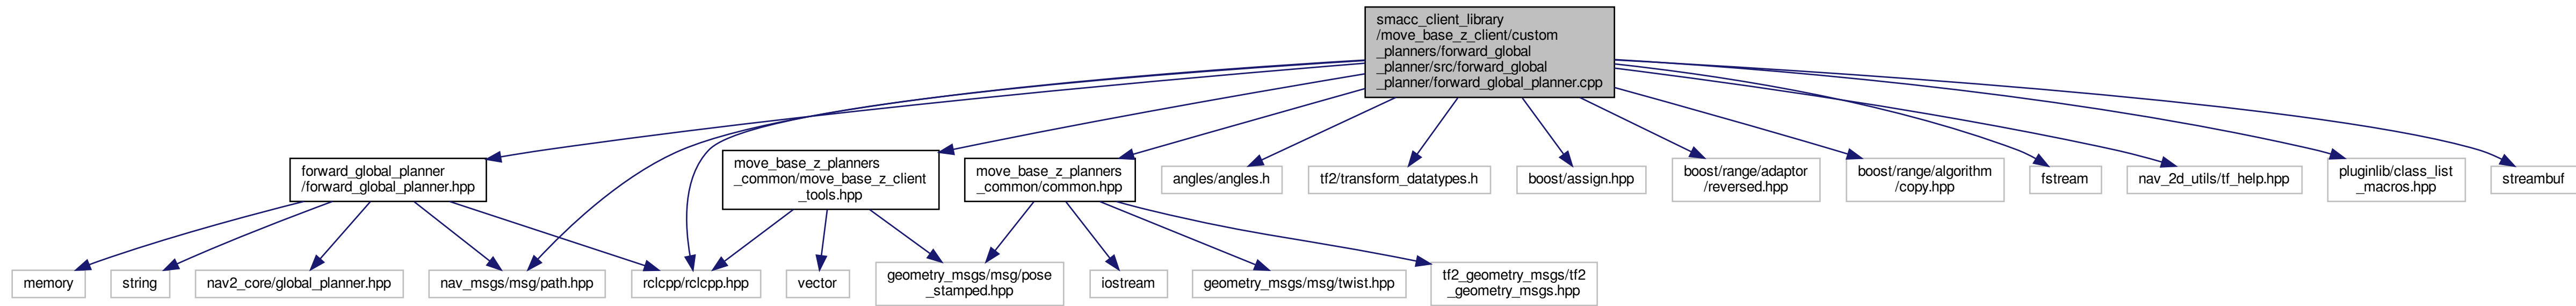 smacc_client_library
/move_base_z_client/custom
_planners/forward_global
_planner/src/forward_global
_planner/forward_global_planner.cpp
forward_global_planner
/forward_global_planner.hpp
move_base_z_planners
_common/move_base_z_client
_tools.hpp
move_base_z_planners
_common/common.hpp
angles/angles.h
tf2/transform_datatypes.h
boost/assign.hpp
boost/range/adaptor
/reversed.hpp
boost/range/algorithm
/copy.hpp
fstream
nav_2d_utils/tf_help.hpp
pluginlib/class_list
_macros.hpp
streambuf
memory
string
nav2_core/global_planner.hpp
nav_msgs/msg/path.hpp
rclcpp/rclcpp.hpp
vector
geometry_msgs/msg/pose
_stamped.hpp
iostream
geometry_msgs/msg/twist.hpp
tf2_geometry_msgs/tf2
_geometry_msgs.hpp